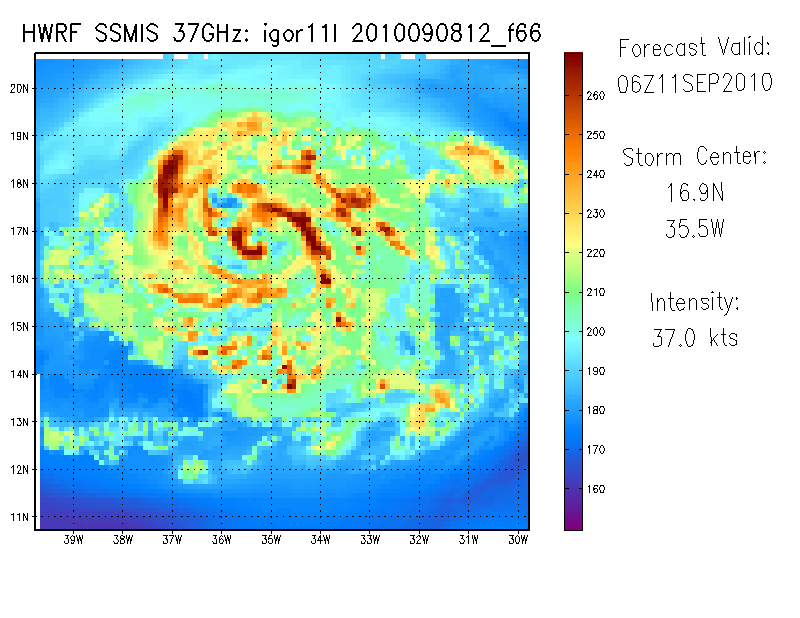 HWRF SSMIS 37GHz: igor11l 2010090812_f66
Forecast Valid:
06Z11SEP2010
Storm Center:
16.9N
35.5W
Intensity:
37.0 kts
20N
19N
18N
17N
16N
15N
14N
13N
12N
11N
39W 38W 37W 36W 35W 34W 33W 32W 31W 30W
260
250
240
230
220
210
200
190
180
170
160